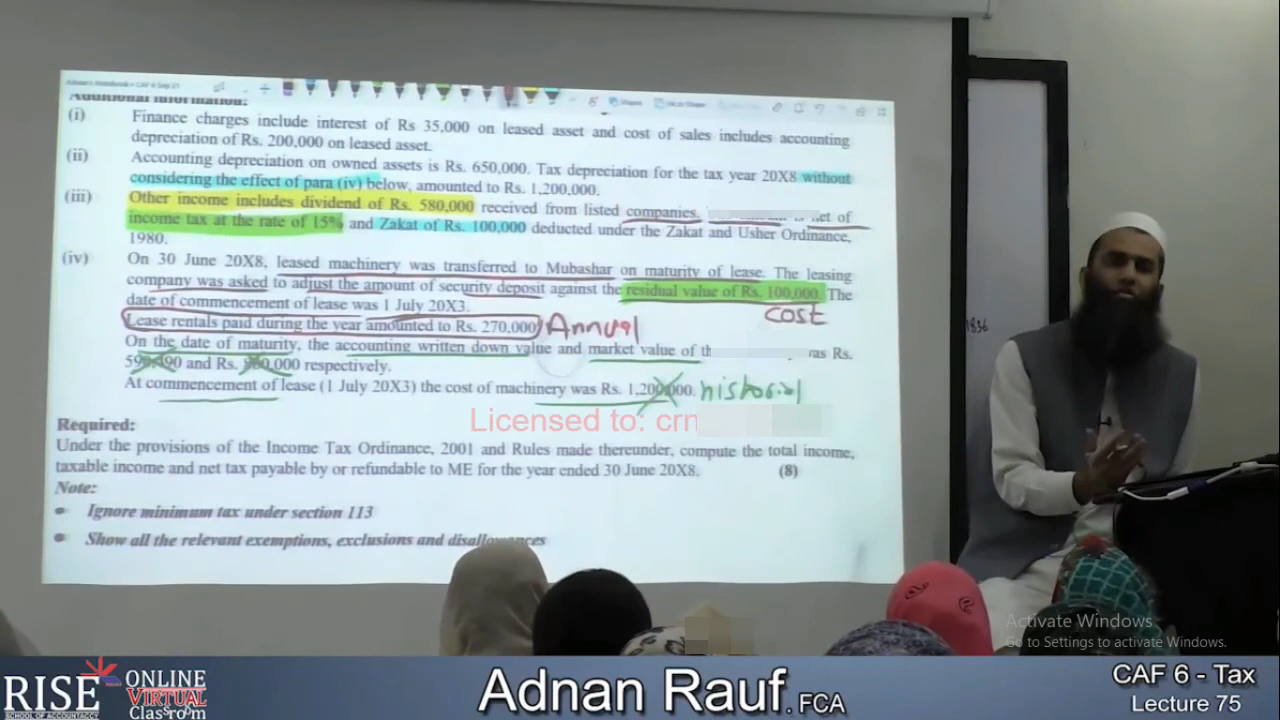 Additional Information:
(i) Finance charges include interest of Rs 35,000 on leased asset and cost of sales includes accounting
depreciation of Rs. 200,000 on leased asset.
(ii) Accounting depreciation on owned assets is Rs. 650,000. Tax depreciation for the tax year 20X8 without
considering the effect of para (iv) below, amounted to Rs. 1,200,000.
(iii) Other income includes dividend of Rs. 580,000 received from listed companies. net of
income tax at the rate of 15% and Zakat of Rs. 100,000 deducted under the Zakat and Usher Ordinance,
1980.
(iv) On 30 June 20X8, leased machinery was transferred to Mubashar on maturity of lease. The leasing
company was asked to adjust the amount of security deposit against the residual value of Rs. 100,000. The
date of commencement of lease was 1 July 20X3. cost
Lease rentals paid during the year amounted to Rs. 270,000 Annual
On the date of maturity, the accounting written down value and market value of Rs.
and Rs. respectively.
At commencement of lease (1 July 20X3) the cost of machinery was Rs. 1,200,000.
Licensed to: crn
Required:
Under the provisions of the Income Tax Ordinance, 2001 and Rules made thereunder, compute the total income,
taxable income and net tax payable by or refundable to ME for the year ended 30 June 20X8. (8)
Note:
Ignore minimum tax under section 113
Show all the relevant exemptions, exclusions and disallowances
1836
Activate Windows
Go to Settings to activate Windows.
RISE
SCHOOL OF ACCOUNTANCY
ONLINE
VIRTUAL
Classroom
Adnan Rauf. FCA
CAF 6 - Tax
Lecture 75